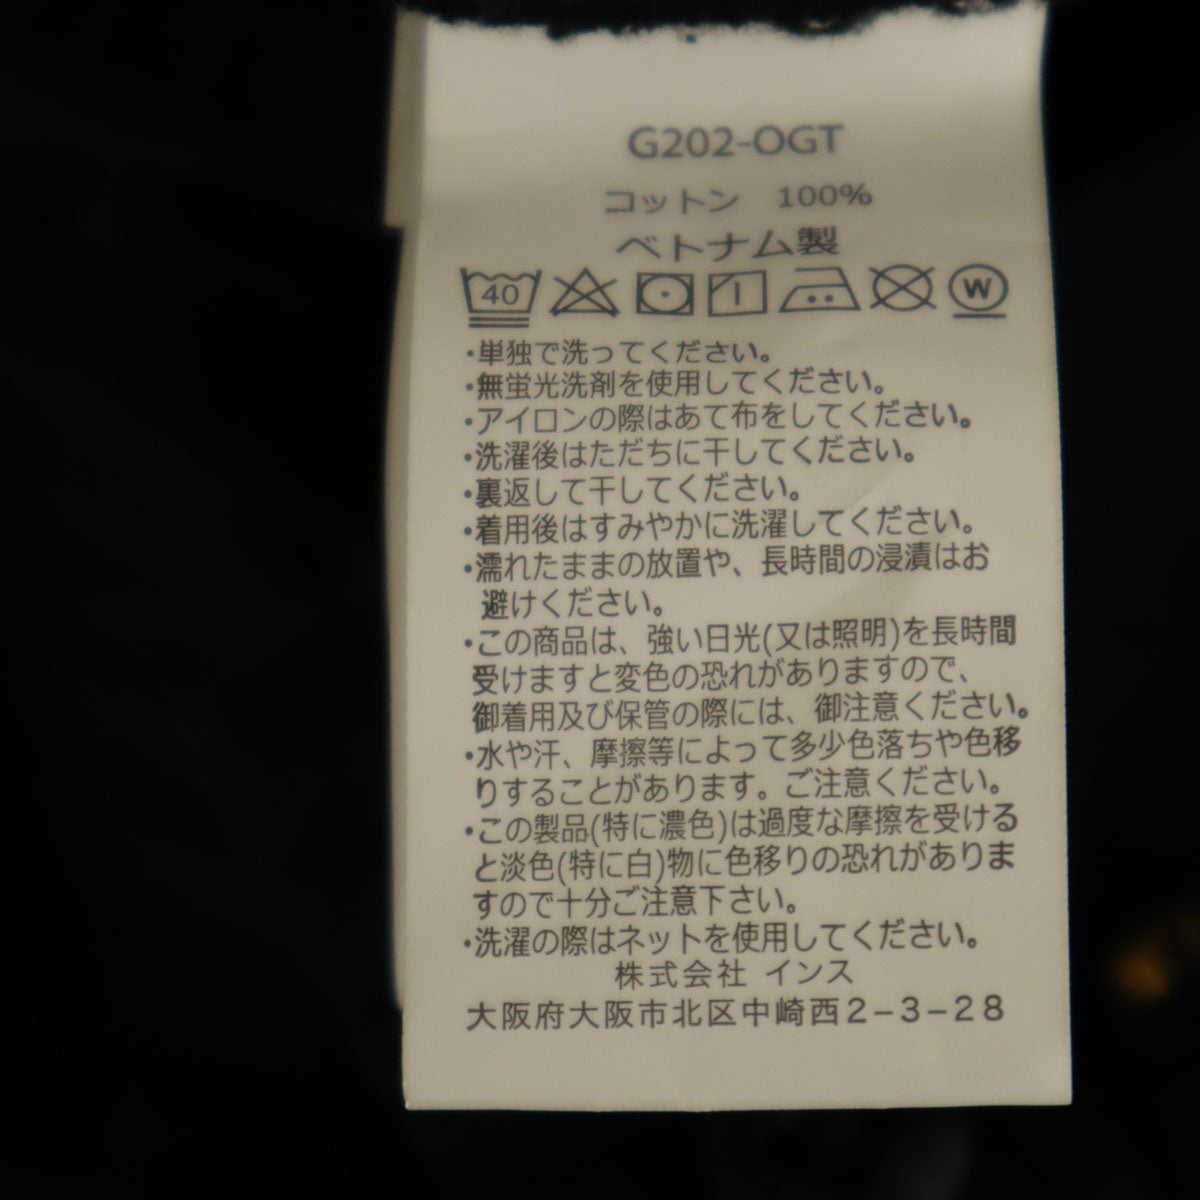 G202-OGT
コットン 100%
ベトナム製
40 W
・単独で洗ってください。
・無蛍光洗剤を使用してください。
・アイロンの際はあて布をしてください。
・洗濯後はただちに干してください。
・裏返して干してください。
・着用後はすみやかに洗濯してください。
・濡れたままの放置や、長時間の浸漬はお
避けください。
・この商品は、強い日光(又は照明)を長時間
受けますと変色の恐れがありますので、
御着用及び保管の際には、御注意ください。
・水や汗、摩擦等によって多少色落ちや色移
りすることがあります。ご注意ください。
・この製品(特に濃色)は過度な摩擦を受ける
と淡色(特に白)物に色移りの恐れがありま
すので十分ご注意下さい。
・洗濯の際はネットを使用してください。
株式会社 インス
大阪府大阪市北区中崎西2-3-28